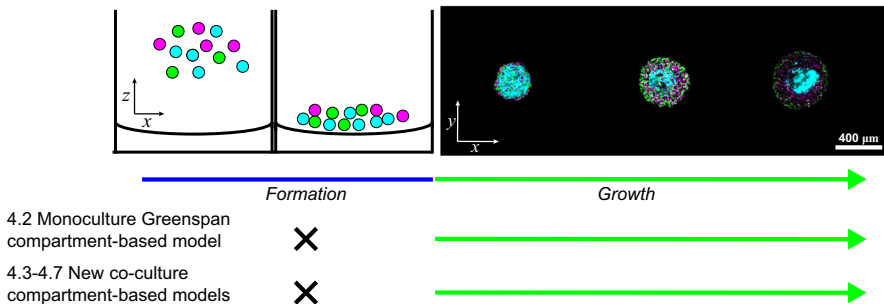 z
x
y
x
400 μm
Formation
Growth
4.2 Monoculture Greenspan
compartment-based model
4.3-4.7 New co-culture
compartment-based models